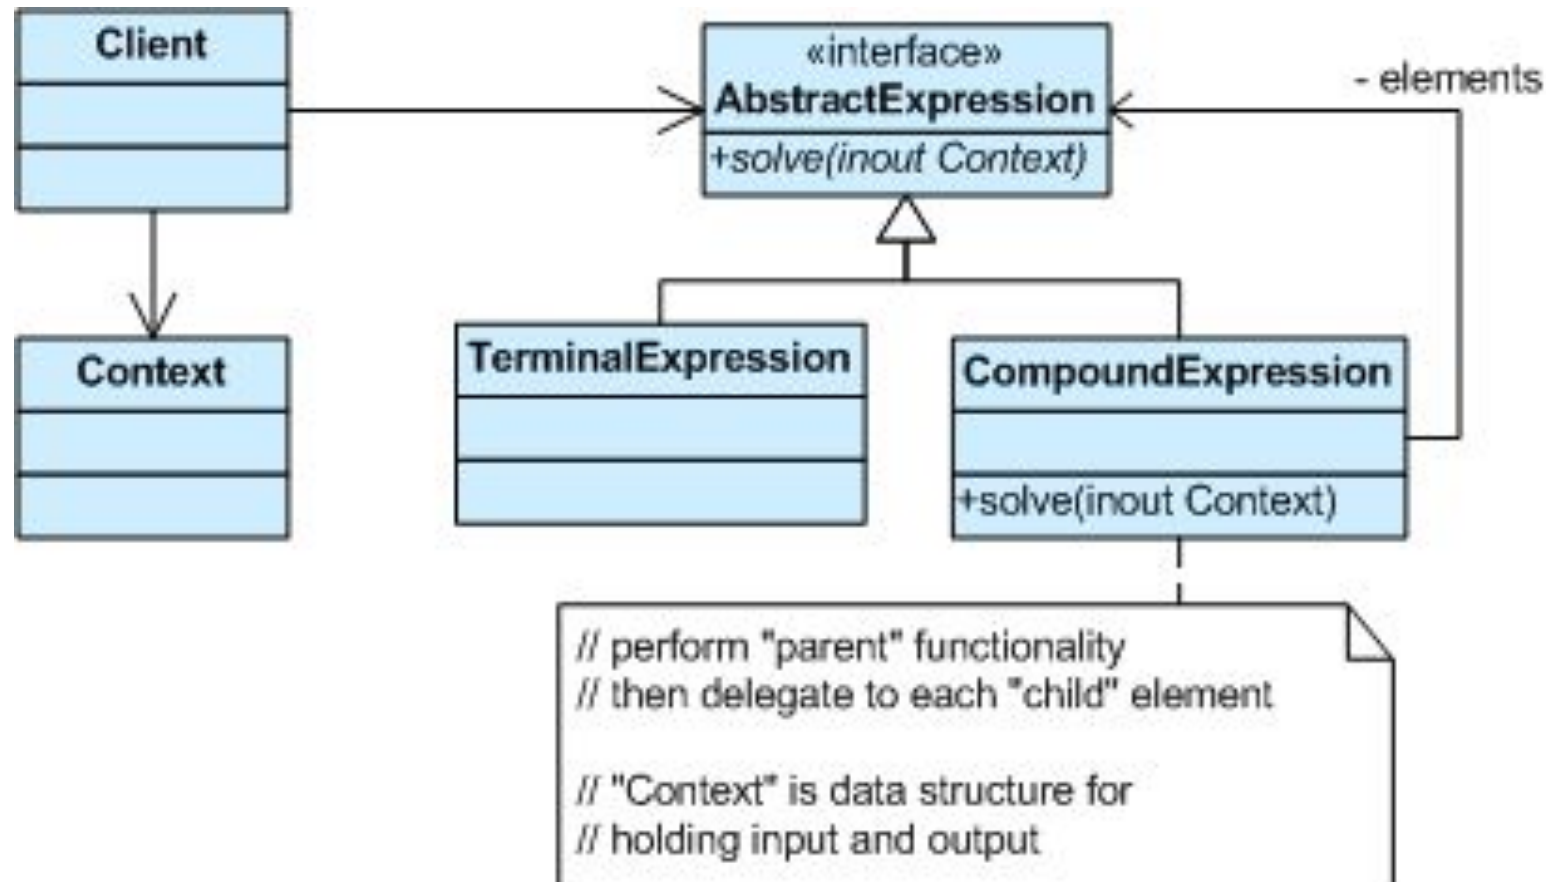 Client
«interface»
AbstractExpression
+solve(inout Context)
- elements
Context
TerminalExpression
CompoundExpression
+solve(inout Context)
// perform "parent" functionality
// then delegate to each "child" element
// "Context" is data structure for
// holding input and output